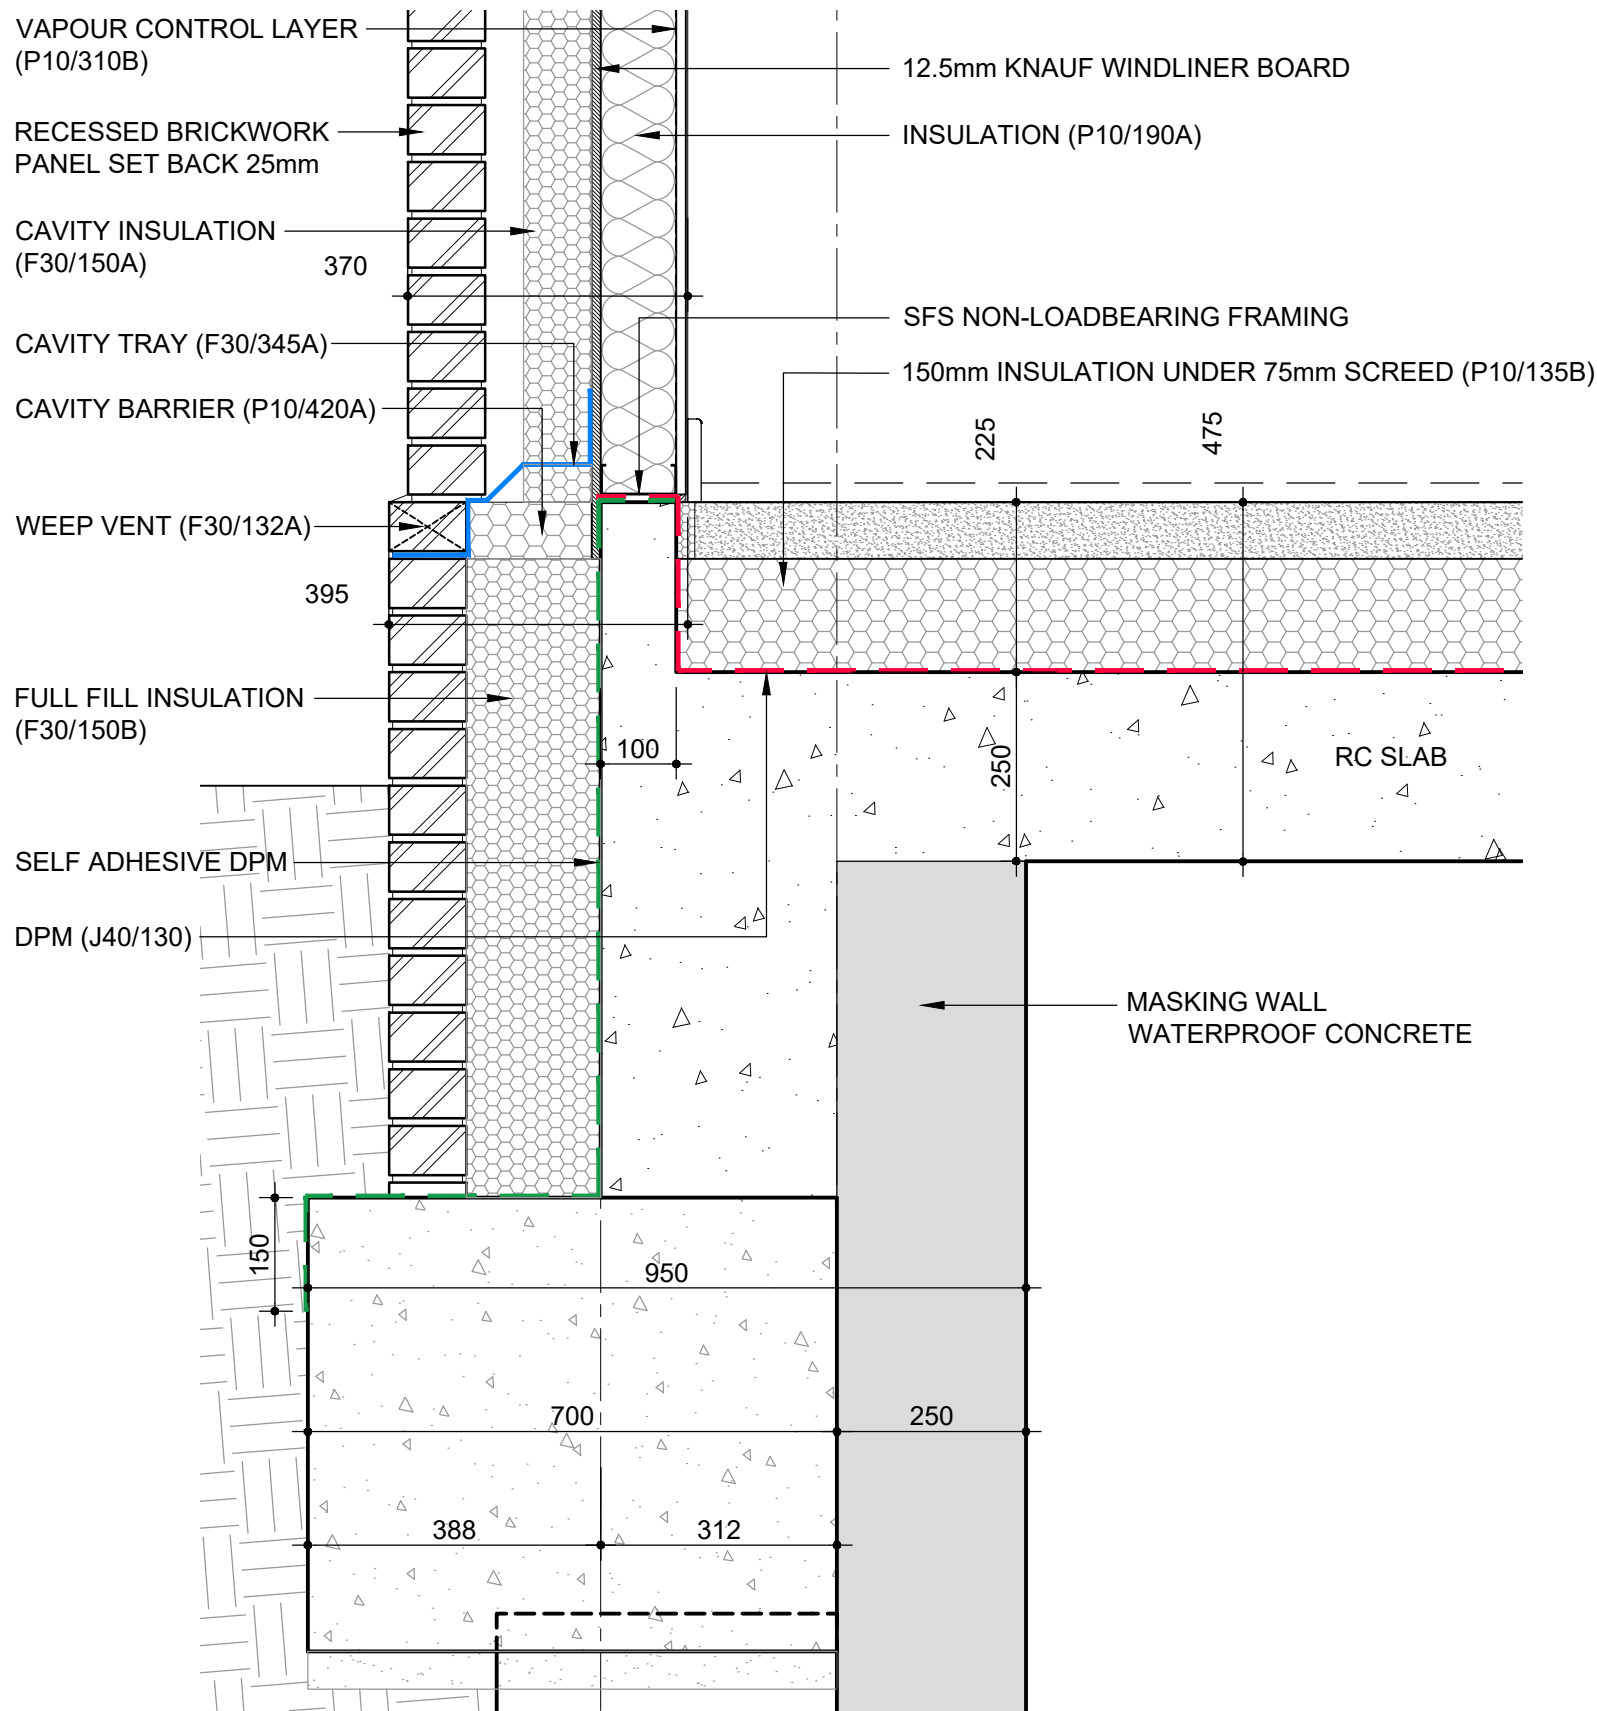 VAPOUR CONTROL LAYER
(P10/310B)
12.5mm KNAUF WINDLINER BOARD
RECESSED BRICKWORK
PANEL SET BACK 25mm
INSULATION (P10/190A)
CAVITY INSULATION
(F30/150A)
370
SFS NON-LOADBEARING FRAMING
CAVITY TRAY (F30/345A)
150mm INSULATION UNDER 75mm SCREED (P10/135B)
CAVITY BARRIER (P10/420A)
225
475
WEEP VENT (F30/132A)
395
FULL FILL INSULATION
(F30/150B)
100
250
RC SLAB
SELF ADHESIVE DPM
DPM (J40/130)
MASKING WALL
WATERPROOF CONCRETE
150
950
700
250
388
312